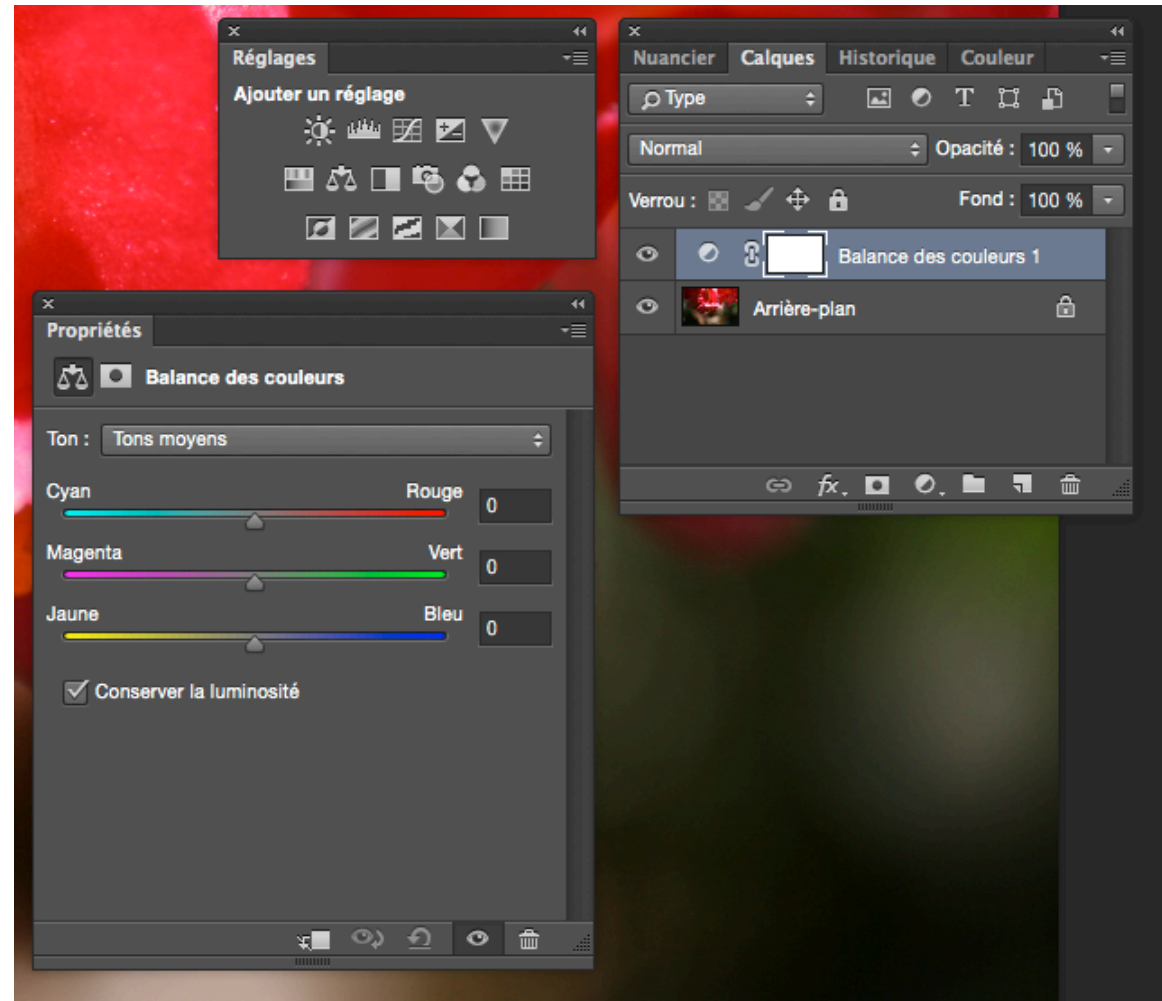 Réglages
Ajouter un réglage
Nuancier Calques Historique Couleur
Type
Normal Opacité : 100 %
Verrou : Fond : 100 %
Balance des couleurs 1
Arrière-plan
fx
Propriétés
Balance des couleurs
Ton : Tons moyens
Cyan Rouge 0
Magenta Vert 0
Jaune Bleu 0
Conserver la luminosité